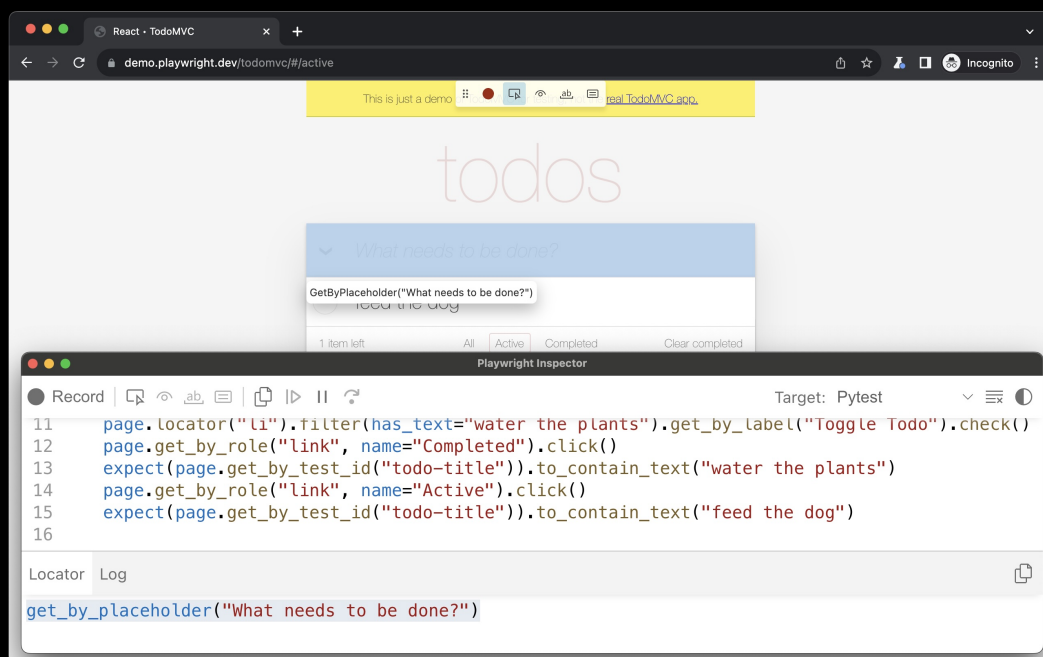 React · TodoMVC
demo.playwright.dev/todomvc/#/active
Incognito
This is just a demo real TodoMVC app.
ab
todos
What needs to be done?
GetByPlaceholder("What needs to be done?")
feed the dog
1 item left All Active Completed Clear completed
Playwright Inspector
Record ab Target: Pytest
11 page.locator("li").filter(has_text="water the plants").get_by_label("Toggle Todo").check()
12 page.get_by_role("link", name="Completed").click()
13 expect(page.get_by_test_id("todo-title")).to_contain_text("water the plants")
14 page.get_by_role("link", name="Active").click()
15 expect(page.get_by_test_id("todo-title")).to_contain_text("feed the dog")
16
Locator Log
get_by_placeholder("What needs to be done?")